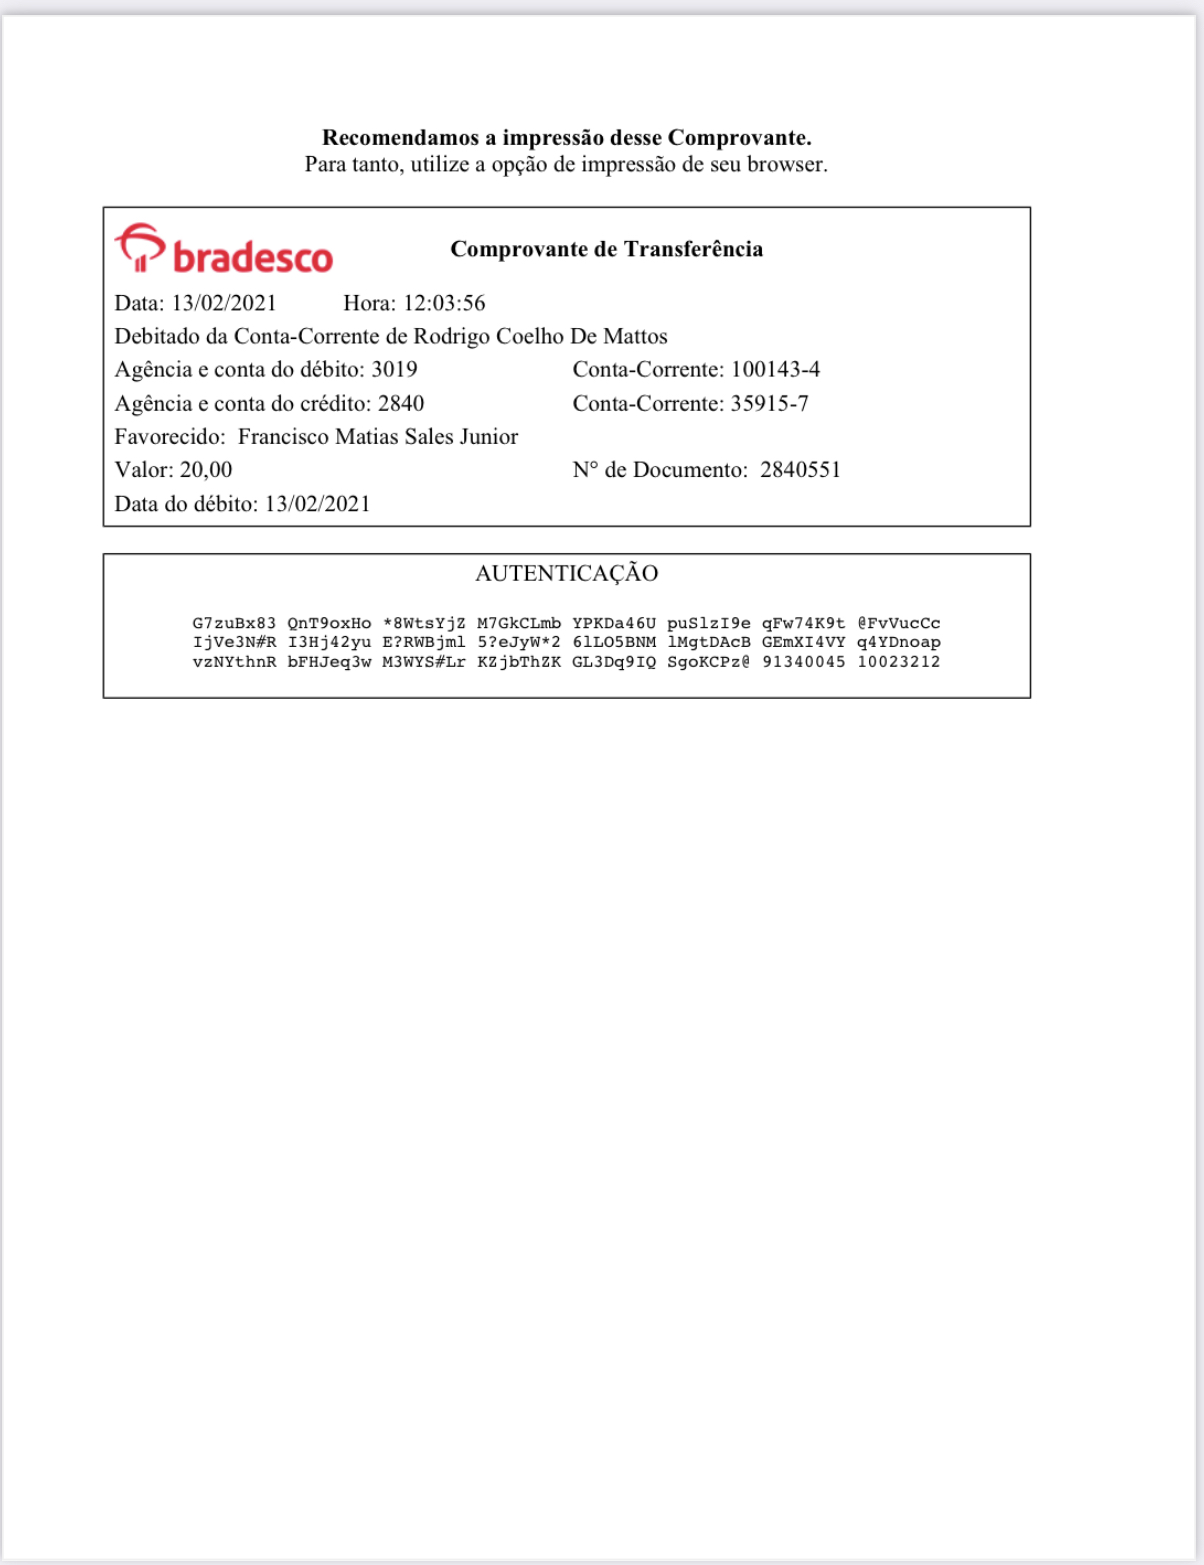 Recomendamos a impressão desse Comprovante.
Para tanto, utilize a opção de impressão de seu browser.
bradesco Comprovante de Transferência
Data: 13/02/2021 Hora: 12:03:56
Debitado da Conta-Corrente de Rodrigo Coelho De Mattos
Agência e conta do débito: 3019 Conta-Corrente: 100143-4
Agência e conta do crédito: 2840 Conta-Corrente: 35915-7
Favorecido: Francisco Matias Sales Junior
Valor: 20,00 N° de Documento: 2840551
Data do débito: 13/02/2021
AUTENTICAÇÃO
G7zuBx83 QnT9oxHo *8WtsYjZ M7GkCLmb YPKDa46U puSlzI9e qFw74K9t @FvVucCc
IjVe3N#R I3Hj42yu E?RWBjml 5?eJyW*2 6lLO5BNM lMgtDAcB GEmXI4VY q4YDnoap
vzNYthnR bFHJeq3w M3WYS#Lr KZjbThZK GL3Dq9IQ SgoKCPz@ 91340045 10023212